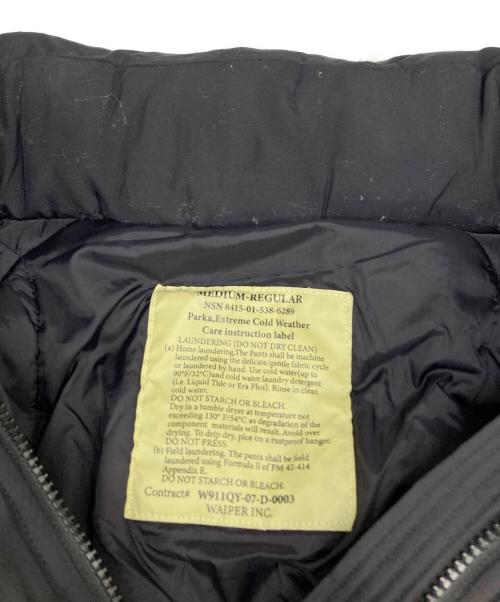 MEDIUM-REGULAR
NSN 8415-01-538-6289
Parka,Extreme Cold Weather
Care instruction label
LAUNDERING (DO NOT DRY CLEAN)
(a) Home laundering.The Pants shall be machine
laundered using the delicate/gentle fabric cycle
or laundered by hand. Use cold water(up to
90°F/32°C)and cold water laundry detergent
(i.e. Liquid Tide or Era Plus). Rinse in clean
cold water.
DO NOT STARCH OR BLEACH.
Dry in a tumble dryer at temperature not
exceeding 130° F/54°C as degradation of the
component materials will result. Avoid over
drying. To drip dry, plce on a rustproof hanger.
DO NOT PRESS.
(b) Field laundering. The pants shall be field
laundered using Formula II of FM 42-414
Appendix E.
DO NOT STARCH OR BLEACH.
Contract# W911QY-07-D-0003
WAIPER INC.